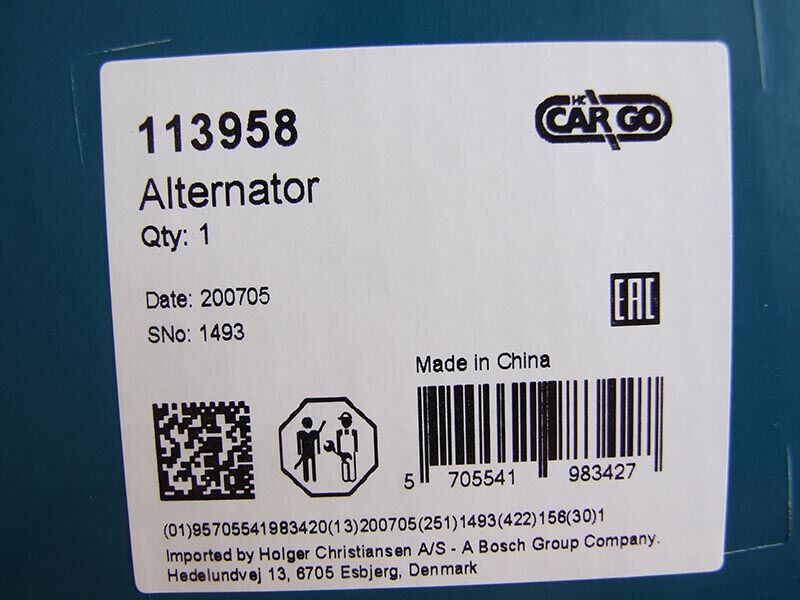 113958
HC
CARGO
Alternator
Qty: 1
Date: 200705
SNo: 1493
EAC
Made in China
5 705541 983427
(01)95705541983420(13)200705(251)1493(422)156(30)1
Imported by Holger Christiansen A/S - A Bosch Group Company.
Hedelundvej 13, 6705 Esbjerg, Denmark